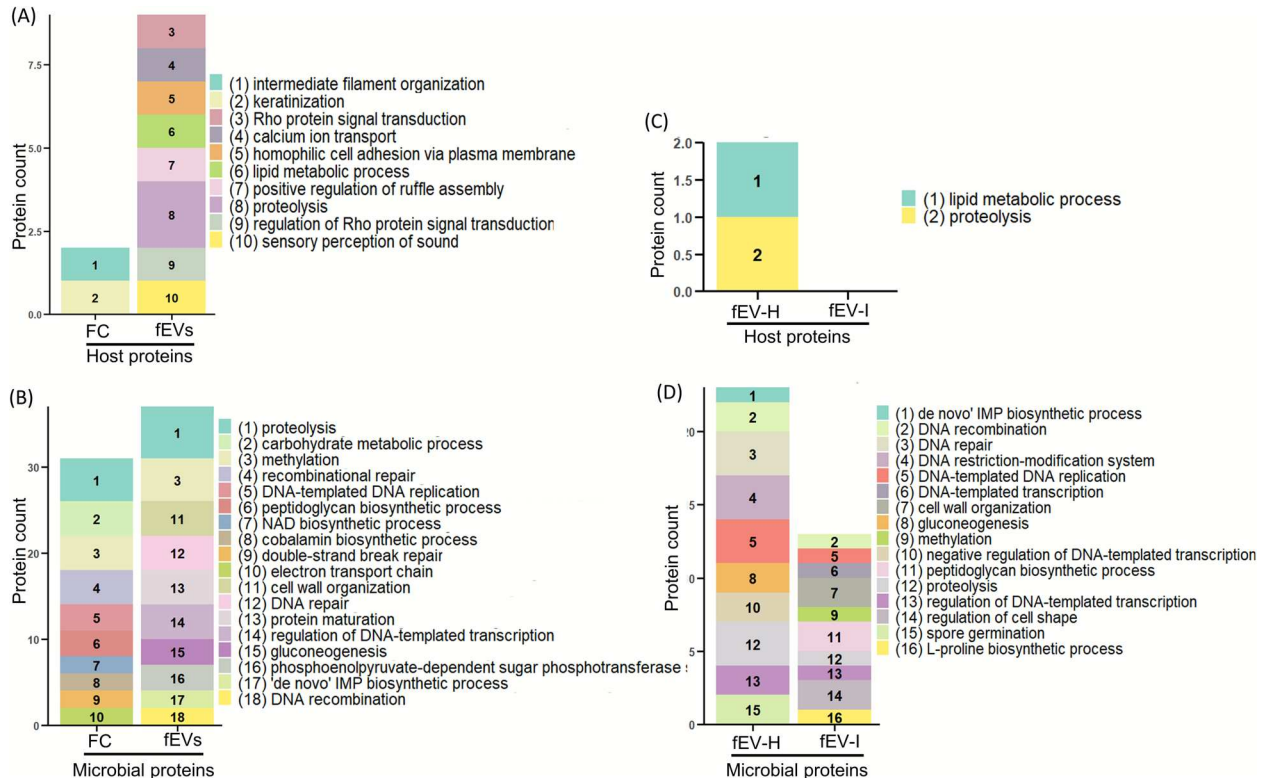 (A)
Protein count
7.5
5.0
2.5
0.0
3
4
5
6
7
8
9
10
1
2
FC
fEVs
Host proteins
(1) intermediate filament organization
(2) keratinization
(3) Rho protein signal transduction
(4) calcium ion transport
(5) homophilic cell adhesion via plasma membrane
(6) lipid metabolic process
(7) positive regulation of ruffle assembly
(8) proteolysis
(9) regulation of Rho protein signal transduction
(10) sensory perception of sound
(C)
Protein count
2.0
1.5
1.0
0.5
0.0
1
2
fEV-H
fEV-I
Host proteins
(1) lipid metabolic process
(2) proteolysis
(B)
Protein count
30
20
10
0
1
2
3
4
5
6
7
8
9
10
1
3
11
12
13
14
15
16
17
18
FC
fEVs
Microbial proteins
(1) proteolysis
(2) carbohydrate metabolic process
(3) methylation
(4) recombinational repair
(5) DNA-templated DNA replication
(6) peptidoglycan biosynthetic process
(7) NAD biosynthetic process
(8) cobalamin biosynthetic process
(9) double-strand break repair
(10) electron transport chain
(11) cell wall organization
(12) DNA repair
(13) protein maturation
(14) regulation of DNA-templated transcription
(15) gluconeogenesis
(16) phosphoenolpyruvate-dependent sugar phosphotransferase
(17) 'de novo' IMP biosynthetic process
(18) DNA recombination
(D)
Protein count
0
5
0
5
0
1
2
3
4
5
8
10
12
13
15
2
5
6
7
9
11
12
13
14
16
fEV-H
fEV-I
Microbial proteins
(1) de novo' IMP biosynthetic process
(2) DNA recombination
(3) DNA repair
(4) DNA restriction-modification system
(5) DNA-templated DNA replication
(6) DNA-templated transcription
(7) cell wall organization
(8) gluconeogenesis
(9) methylation
(10) negative regulation of DNA-templated transcription
(11) peptidoglycan biosynthetic process
(12) proteolysis
(13) regulation of DNA-templated transcription
(14) regulation of cell shape
(15) spore germination
(16) L-proline biosynthetic process